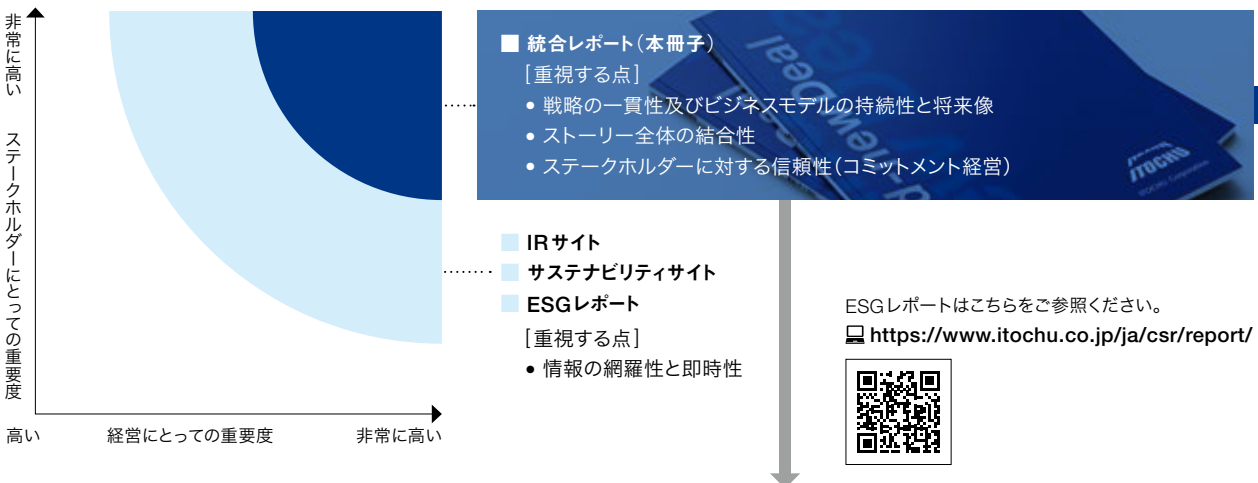 非常に高い
ステークホルダーにとっての重要度
高い
経営にとっての重要度
非常に高い
統合レポート（本冊子）
［重視する点］
● 戦略の一貫性及びビジネスモデルの持続性と将来像
● ストーリー全体の結合性
● ステークホルダーに対する信頼性（コミットメント経営）
ITOCHU
IRサイト
サステナビリティサイト
ESGレポート
［重視する点］
● 情報の網羅性と即時性
ESGレポートはこちらをご参照ください。
https://www.itochu.co.jp/ja/csr/report/